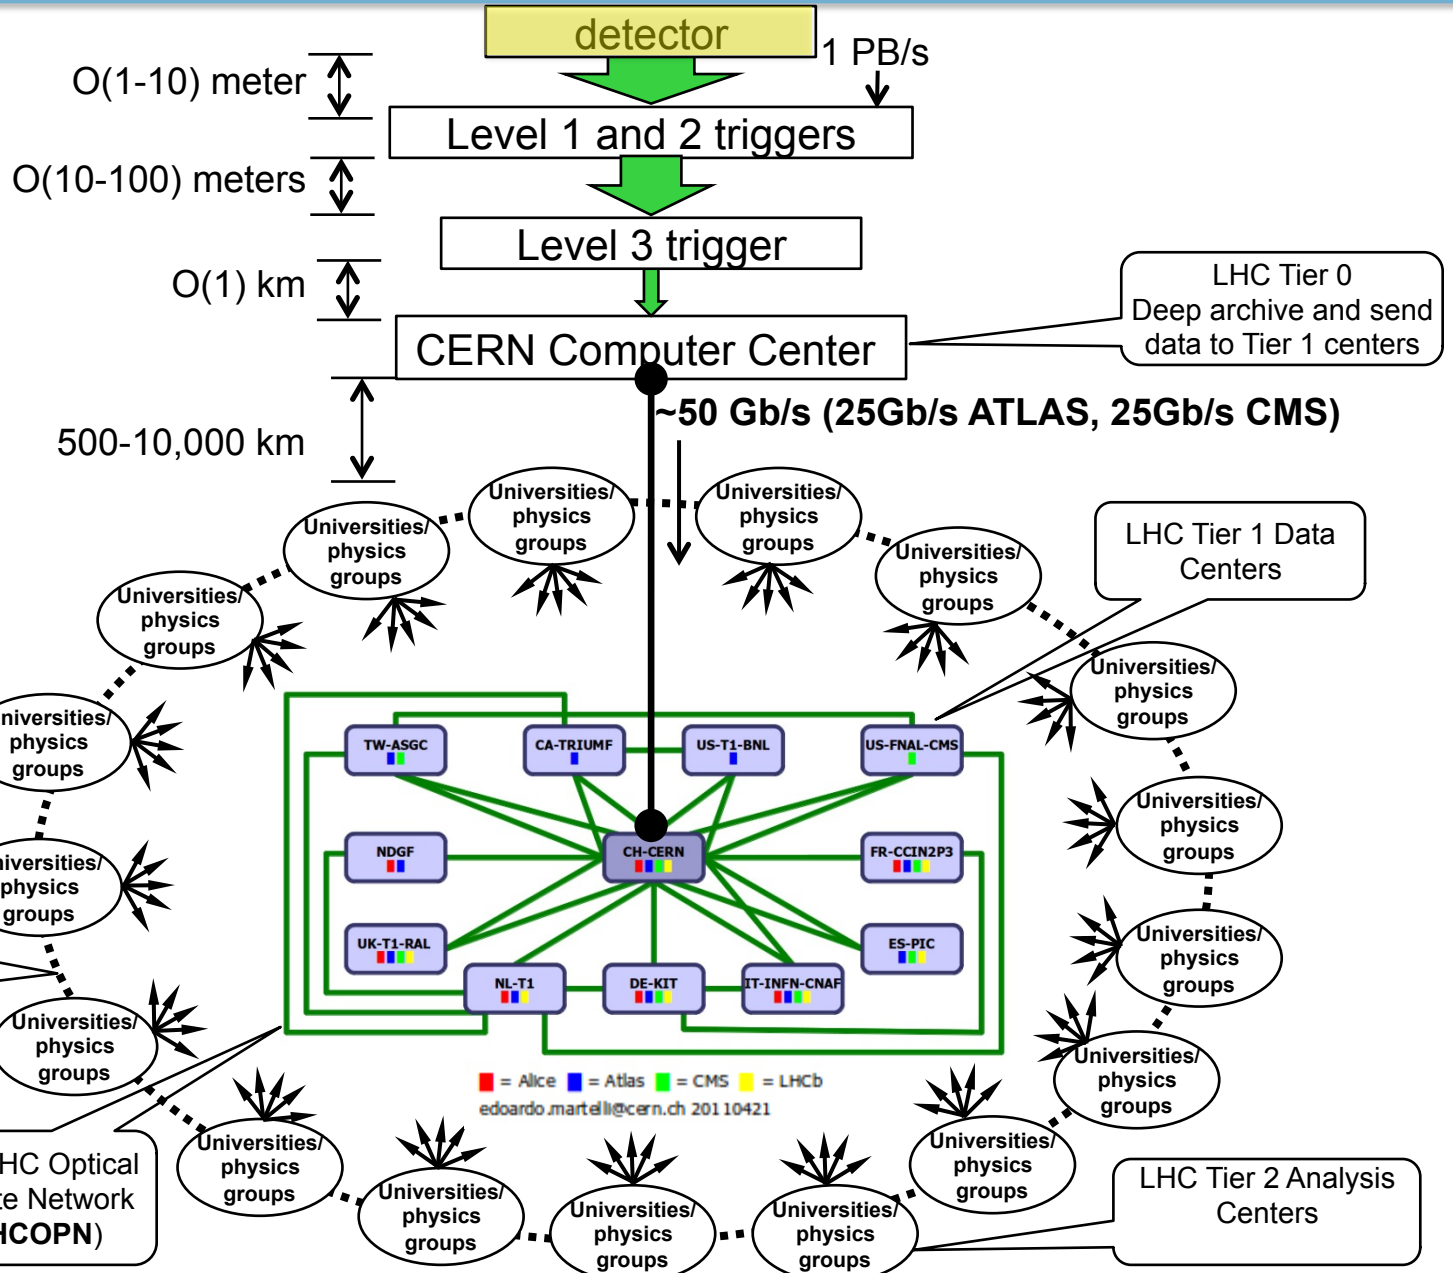 detector
1 PB/s
O(1-10) meter
Level 1 and 2 triggers
O(10-100) meters
Level 3 trigger
O(1) km
LHC Tier 0
Deep archive and send
data to Tier 1 centers
CERN Computer Center
~50 Gb/s (25Gb/s ATLAS, 25Gb/s CMS)
500-10,000 km
Universities/
physics
groups
Universities/
physics
groups
Universities/
physics
groups
Universities/
physics
groups
LHC Tier 1 Data
Centers
Universities/
physics
groups
Universities/
physics
groups
niversities/
physics
groups
TW-ASGC
CA-TRIUMF
US-T1-BNL
US-FNAL-CMS
Universities/
physics
groups
niversities/
physics
groups
NDGF
CH-CERN
FR-CCIN2P3
UK-T1-RAL
ES-PIC
Universities/
physics
groups
NL-T1
DE-KIT
IT-INFN-CNAF
Universities/
physics
groups
Universities/
physics
groups
= Alice = Atlas = CMS = LHCb
edoardo.martelli@cern.ch 20110421
Universities/
physics
groups
Universities/
physics
groups
Universities/
physics
groups
Universities/
physics
groups
Universities/
physics
groups
HC Optical
te Network
HCOPN)
LHC Tier 2 Analysis
Centers